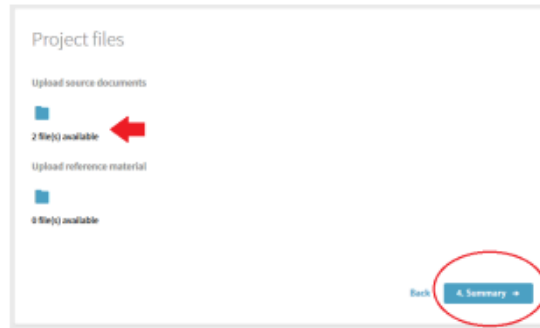 Project files
Upload source documents
2 file(s) available
Upload reference material
0 file(s) available
Back
4. Summary →